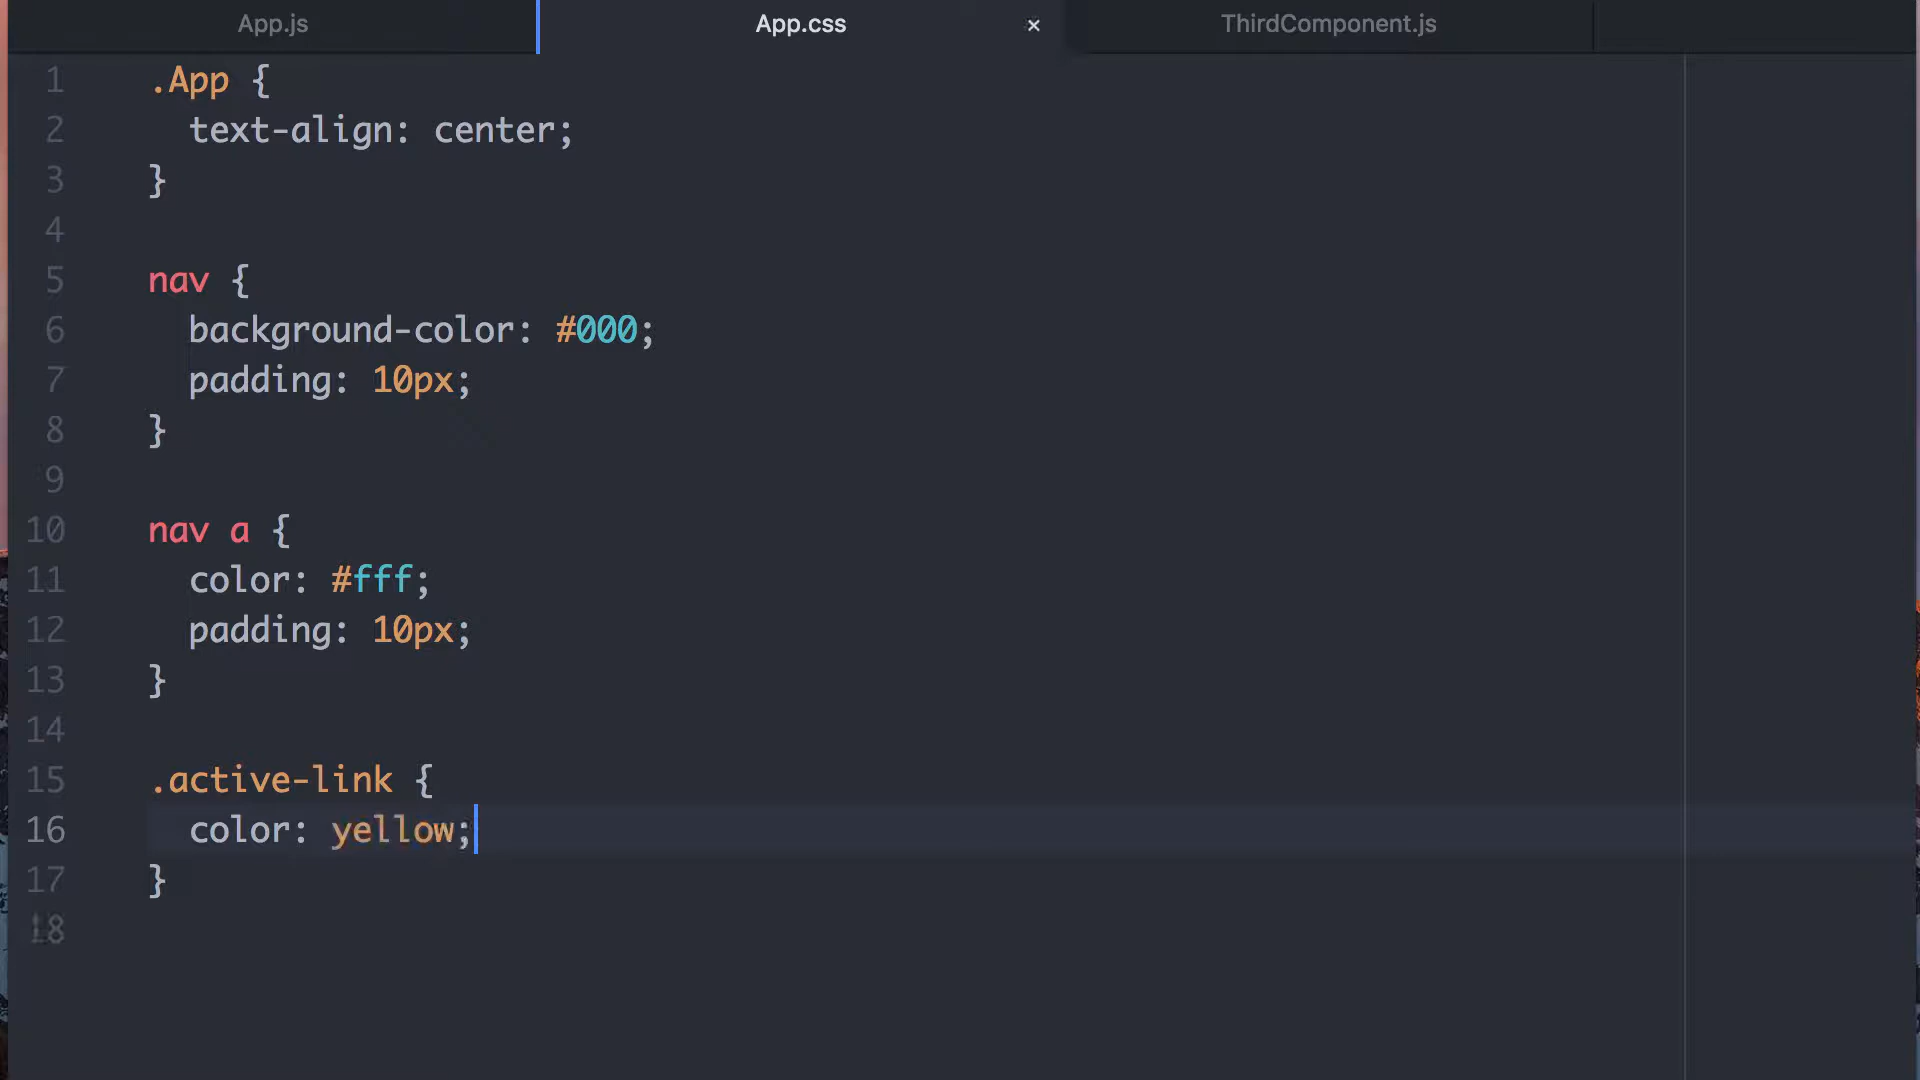 App.js App.css × ThirdComponent.js
1 .App {
2 text-align: center;
3 }
4
5 nav {
6 background-color: #000;
7 padding: 10px;
8 }
9
10 nav a {
11 color: #fff;
12 padding: 10px;
13 }
14
15 .active-link {
16 color: yellow;
17 }
18